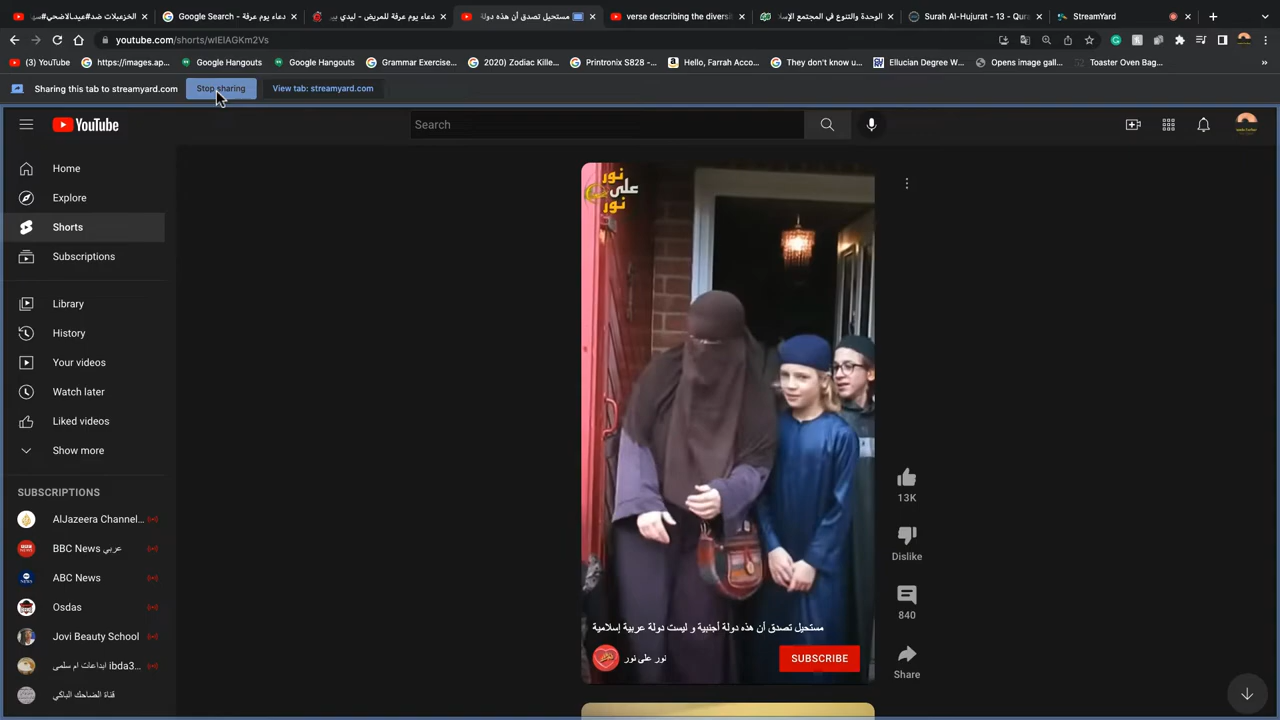 الخزعبلات ضد#عيدالاضحي#سي
Google Search - دعاء يوم عرفة
دعاء يوم عرفة للمريض - ليدي بي
مستحيل تصدق أن هذه دولة
verse describing the diversi
الوحدة والتنوع في المجتمع الإسلا
Surah Al-Hujurat - 13 - Qura
StreamYard
youtube.com/shorts/wIEIAGKm2Vs
(3) YouTube
https://images.ap...
Google Hangouts
Google Hangouts
Grammar Exercise...
2020) Zodiac Kille...
Printronix S828 -...
Hello, Farrah Acco...
They don't know u...
Ellucian Degree W...
Opens image gall...
Toaster Oven Bag...
Sharing this tab to streamyard.com
Stop sharing
View tab: streamyard.com
YouTube
Search
Home
Explore
Shorts
Subscriptions
Library
History
Your videos
Watch later
Liked videos
Show more
SUBSCRIPTIONS
AlJazeera Channel...
BBC News عربي
ABC News
Osdas
Jovi Beauty School
ابداعات ام سلمى ibda3...
قناة الضاحك الباكي
نور
على
نور
13K
Dislike
840
Share
مستحيل تصدق أن هذه دولة أجنبية و ليست دولة عربية إسلامية
نور على نور
SUBSCRIBE